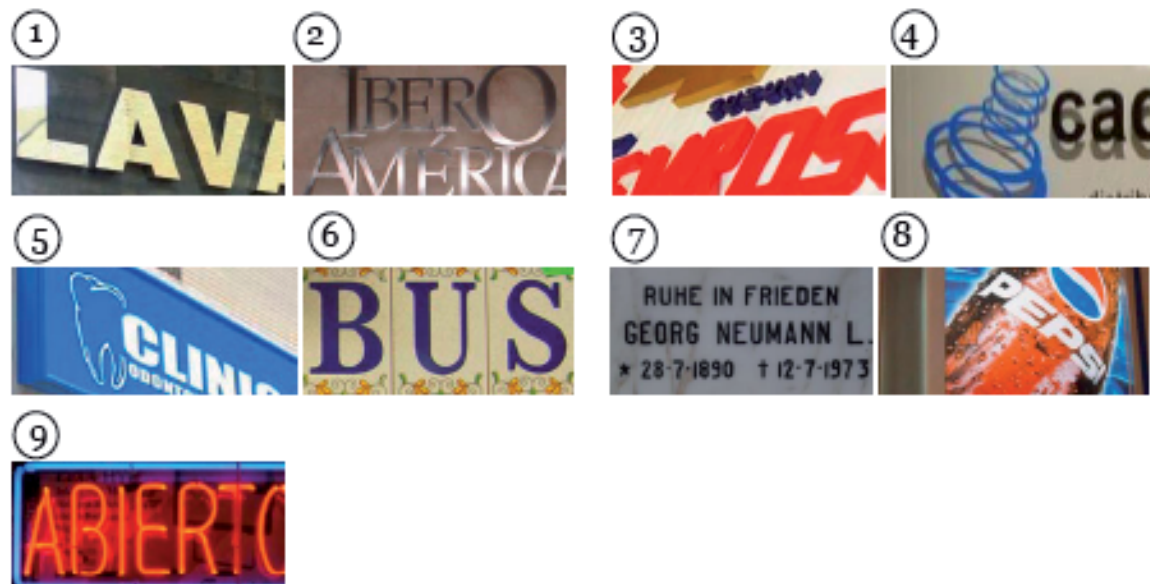 1
2
3
4
LAVA
IBERO
AMÉRICA
cae
5
6
7
8
CLINIC
ODONT
BUS
RUHE IN FRIEDEN
GEORG NEUMANN L.
* 28-7-1890 † 12-7-1973
PEPSI
9
ABIERTO